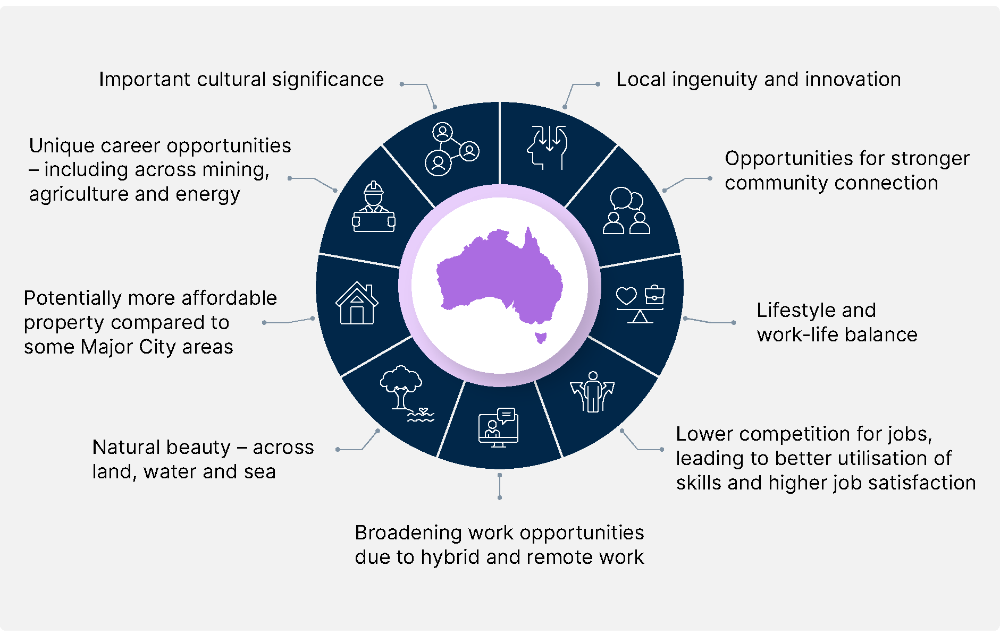 Important cultural significance
Local ingenuity and innovation
Unique career opportunities
– including across mining,
agriculture and energy
Opportunities for stronger
community connection
Potentially more affordable
property compared to
some Major City areas
Lifestyle and
work-life balance
Natural beauty – across
land, water and sea
Lower competition for jobs,
leading to better utilisation of
skills and higher job satisfaction
Broadening work opportunities
due to hybrid and remote work